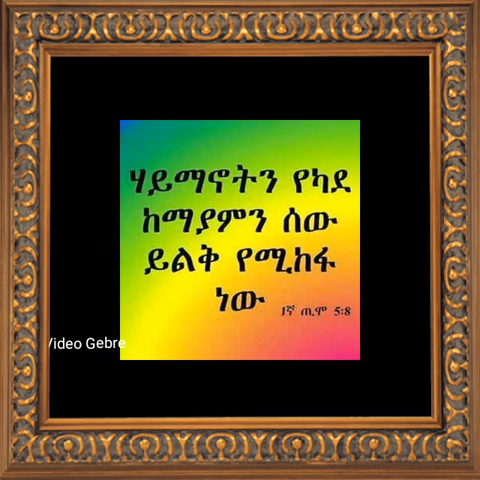 ሃይማኖትን የካደ
ከማያምን ሰው
ይልቅ የሚከፋ
ነው
1ኛ ጢሞ 5፡8
Video Gebre